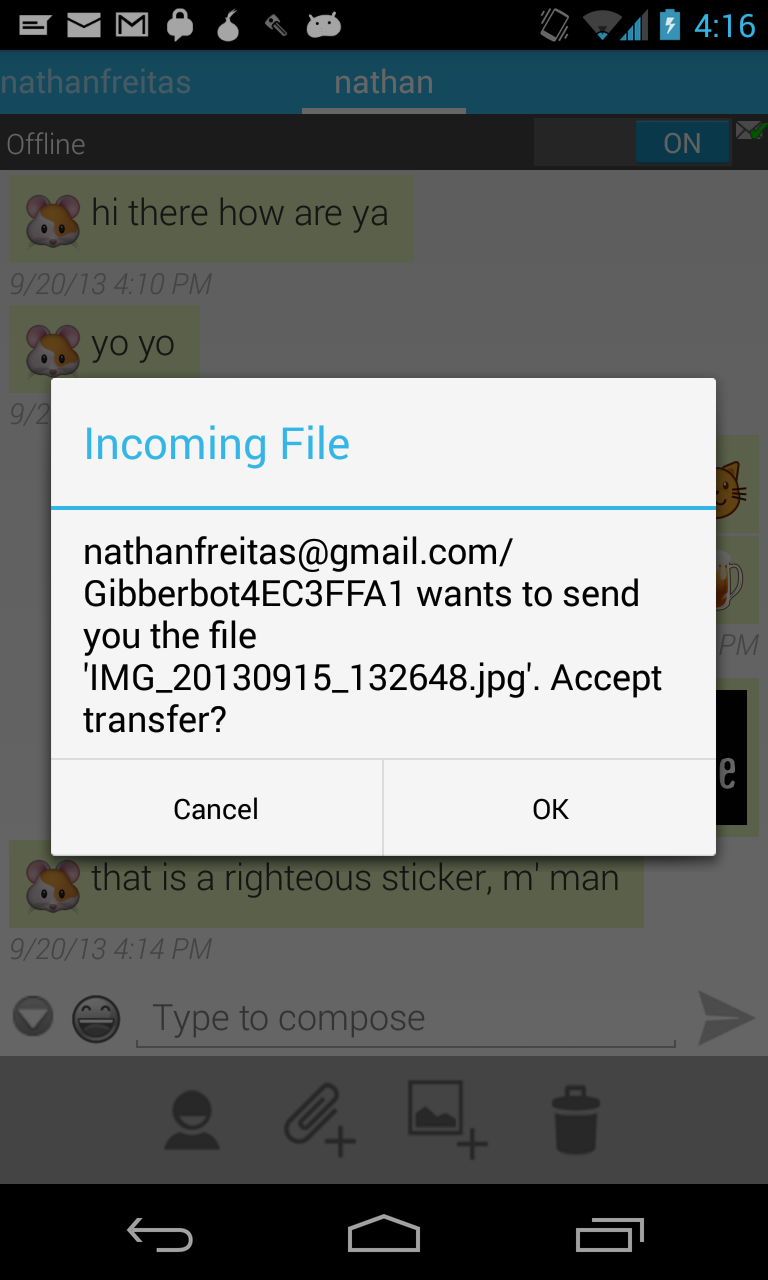 4:16
nathanfreitas
nathan
Offline
ON
hi there how are ya
9/20/13 4:10 PM
yo yo
9/2
Incoming File
nathanfreitas@gmail.com/
Gibberbot4EC3FFA1 wants to send
you the file
'IMG_20130915_132648.jpg'. Accept
transfer?
PM
e
Cancel
OK
that is a righteous sticker, m' man
9/20/13 4:14 PM
Type to compose